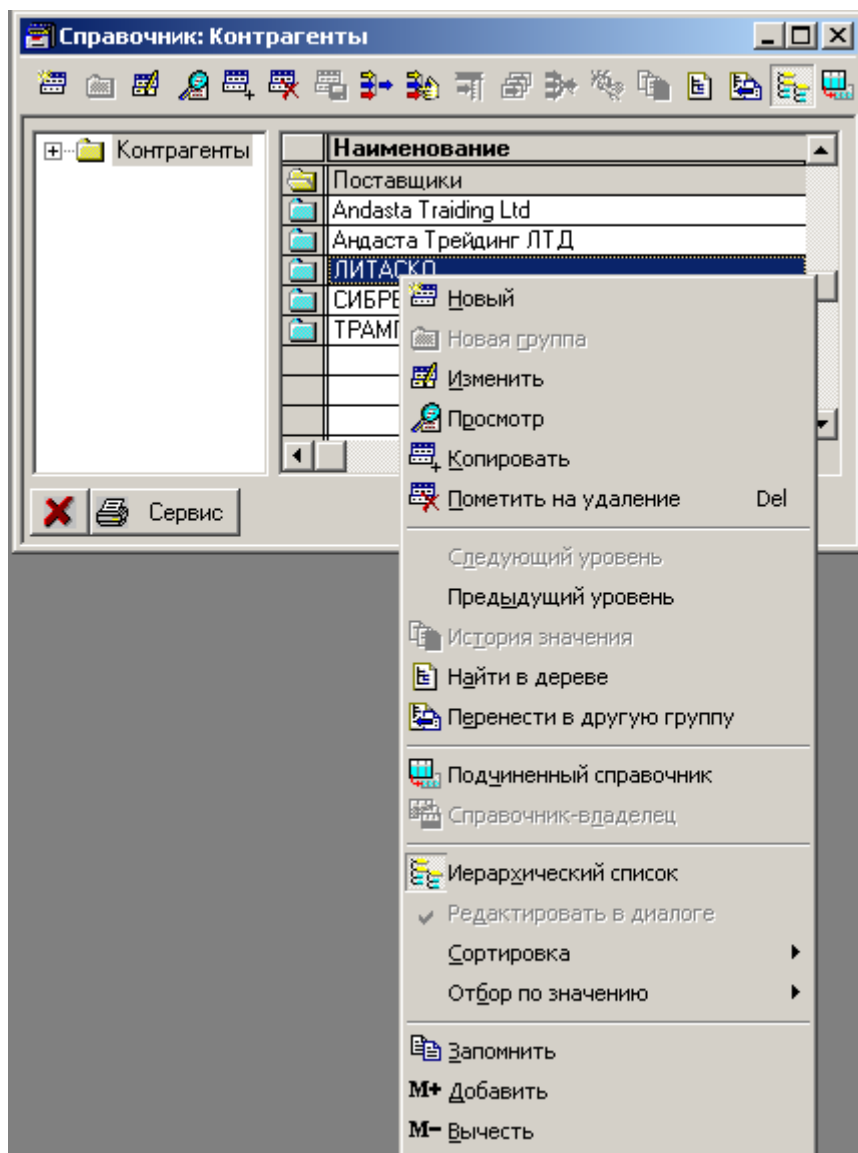 Справочник: Контрагенты
Контрагенты
Наименование
Поставщики
Andasta Traiding Ltd
Андаста Трейдинг ЛТД
ЛИТАСКО
Сервис
Новый
Новая группа
Изменить
Просмотр
Копировать
Пометить на удаление Del
Следующий уровень
Предыдущий уровень
История значения
Найти в дереве
Перенести в другую группу
Подчиненный справочник
Справочник-владелец
Иерархический список
Редактировать в диалоге
Сортировка
Отбор по значению
Запомнить
M+ Добавить
M- Вычесть